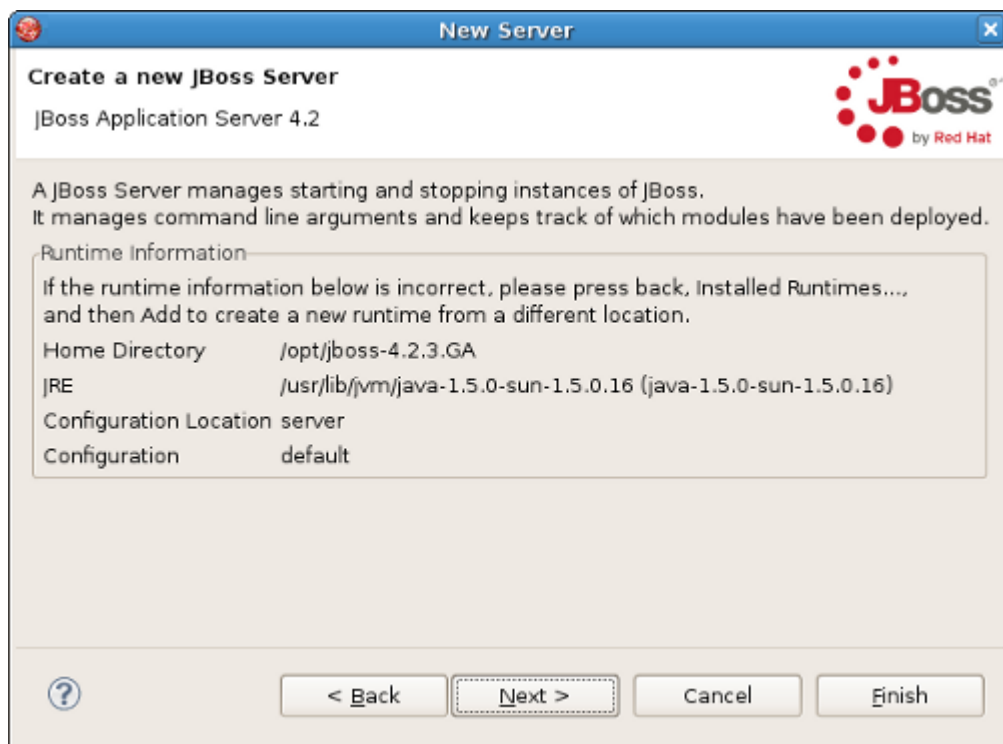 New Server
Create a new JBoss Server
JBoss Application Server 4.2
JBoss
by Red Hat
A JBoss Server manages starting and stopping instances of JBoss.
It manages command line arguments and keeps track of which modules have been deployed.
Runtime Information
If the runtime information below is incorrect, please press back, Installed Runtimes...,
and then Add to create a new runtime from a different location.
Home Directory /opt/jboss-4.2.3.GA
JRE /usr/lib/jvm/java-1.5.0-sun-1.5.0.16 (java-1.5.0-sun-1.5.0.16)
Configuration Location server
Configuration default
? < Back Next > Cancel Finish